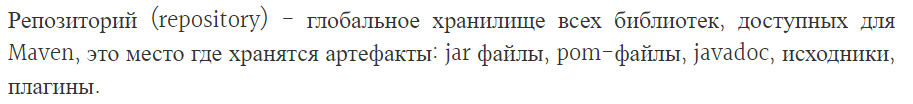 Репозиторий (repository) – глобальное хранилище всех библиотек, доступных для
Maven, это место где хранятся артефакты: jar файлы, pom-файлы, javadoc, исходники,
плагины.